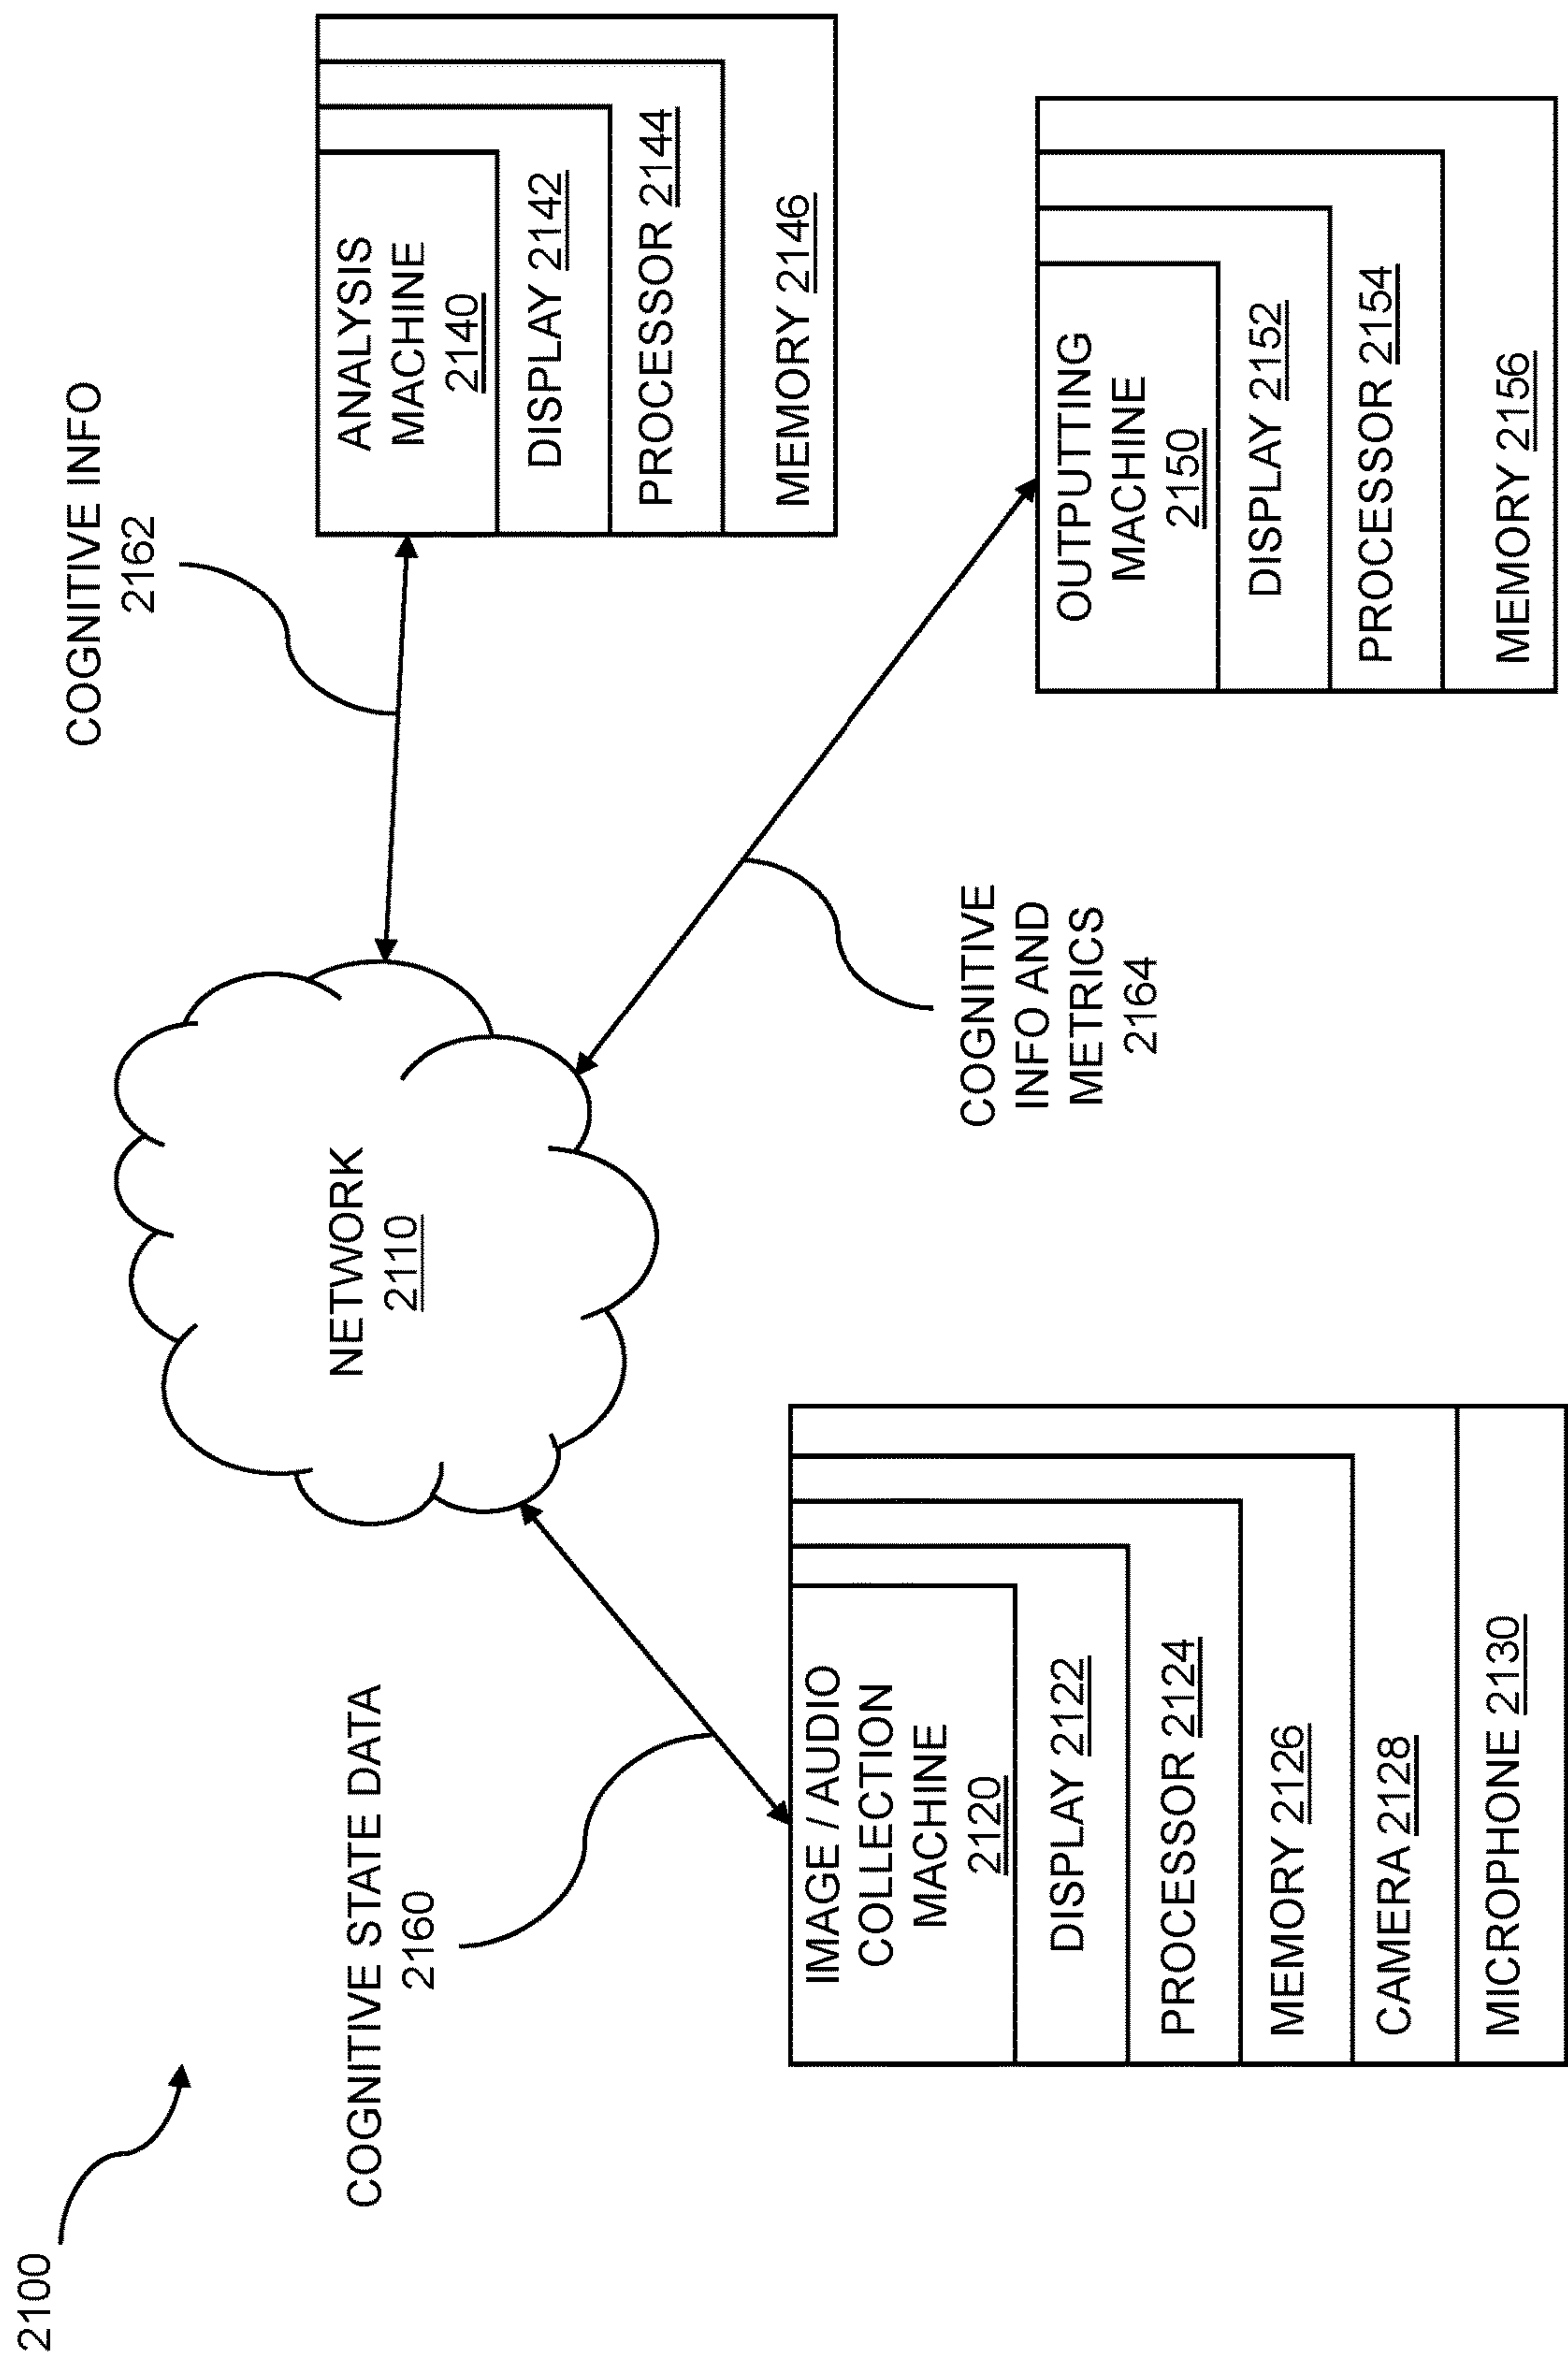 2100
COGNITIVE STATE DATA
2160
NETWORK
2110
COGNITIVE INFO
2162
ANALYSIS
MACHINE
2140
DISPLAY 2142
PROCESSOR 2144
MEMORY 2146
IMAGE / AUDIO
COLLECTION
MACHINE
2120
DISPLAY 2122
PROCESSOR 2124
MEMORY 2126
CAMERA 2128
MICROPHONE 2130
COGNITIVE
INFO AND
METRICS
2164
OUTPUTTING
MACHINE
2150
DISPLAY 2152
PROCESSOR 2154
MEMORY 2156